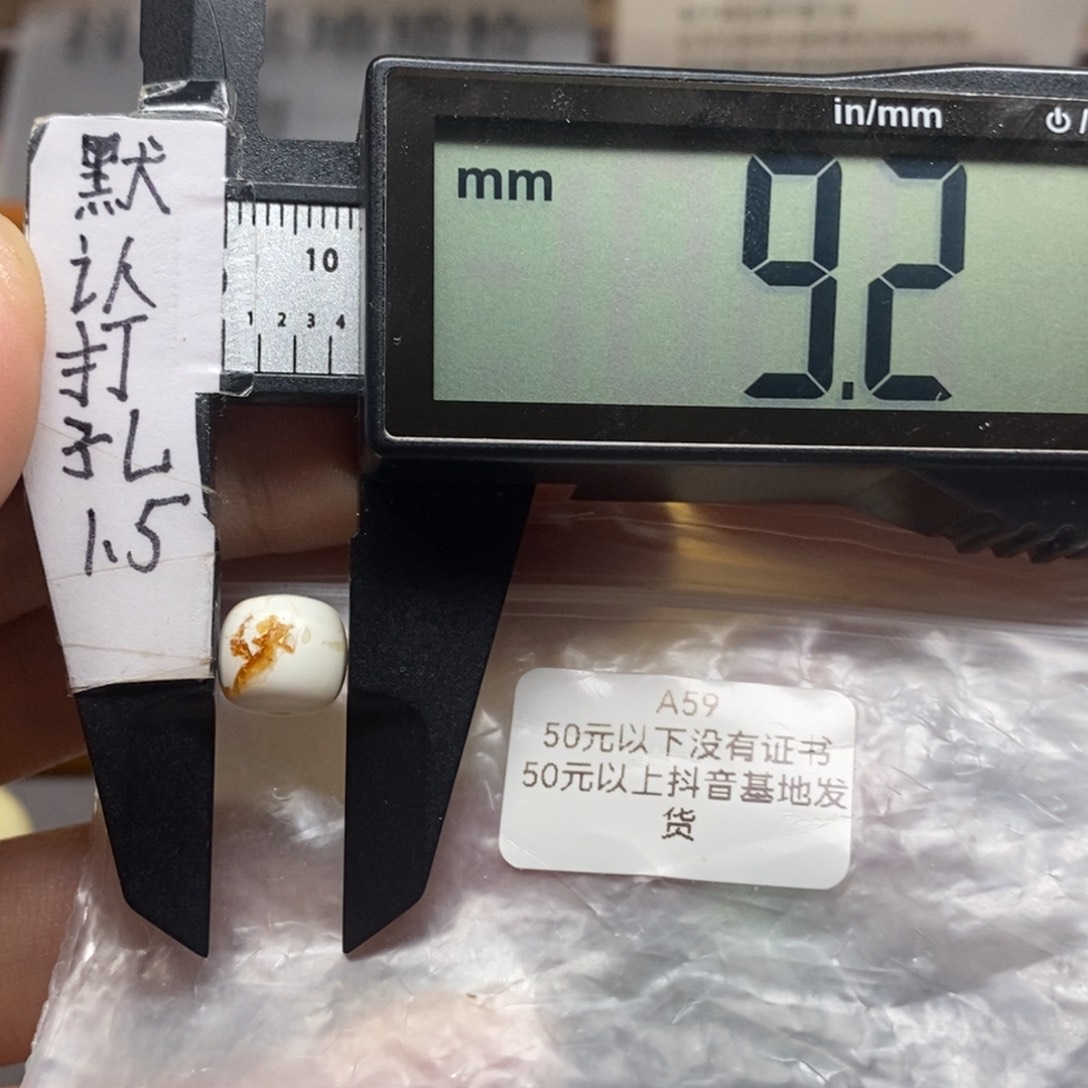 in/mm
mm
9.2
10
1 2 3 4
默
认
打
孔
1.5
A59
50元以下没有证书
50元以上抖音基地发
货